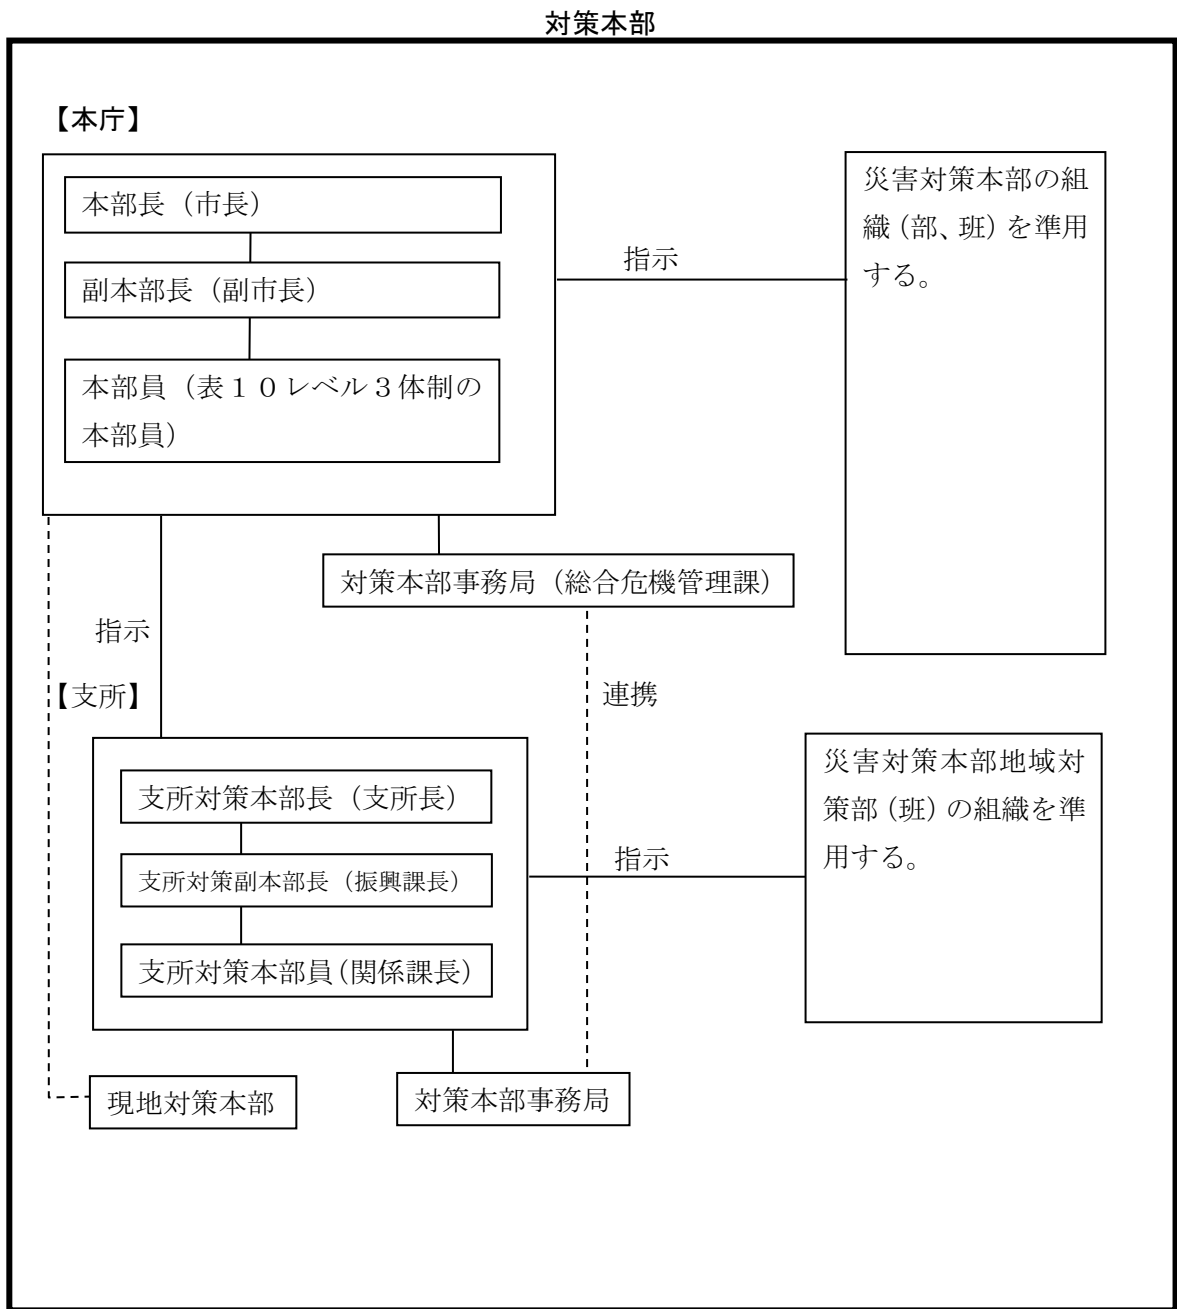 対策本部
【本庁】
本部長（市長）
副本部長（副市長）
本部員（表１０レベル３体制の
本部員）
指示
災害対策本部の組
織（部、班）を準用
する。
対策本部事務局（総合危機管理課）
指示
【支所】
連携
支所対策本部長（支所長）
支所対策副本部長（振興課長）
支所対策本部員（関係課長）
指示
災害対策本部地域対
策部（班）の組織を準
用する。
現地対策本部
対策本部事務局